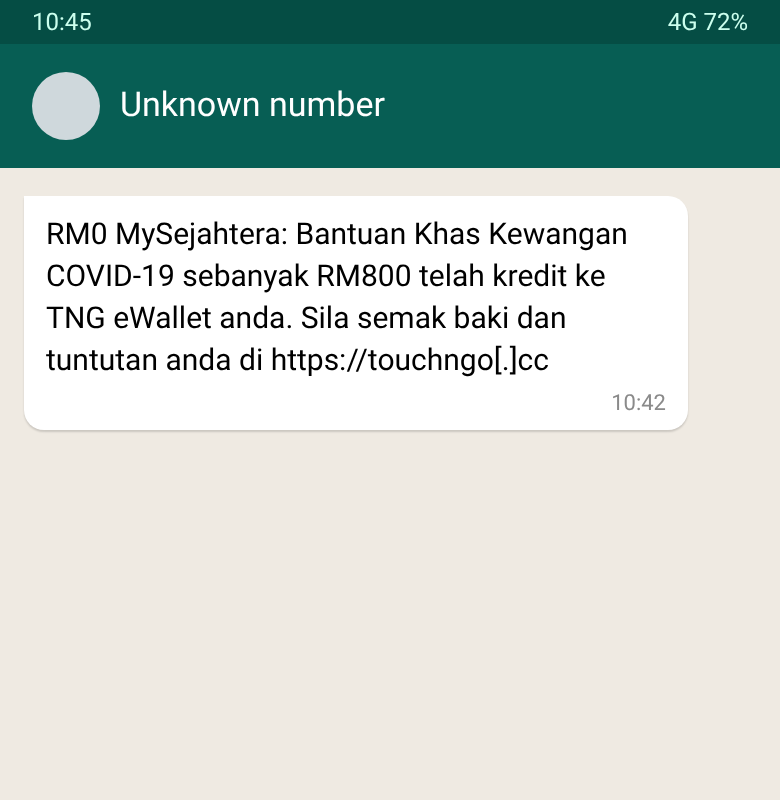 10:45 4G 72%
Unknown number
RM0 MySejahtera: Bantuan Khas Kewangan
COVID-19 sebanyak RM800 telah kredit ke
TNG eWallet anda. Sila semak baki dan
tuntutan anda di https://touchngo[.]cc
10:42